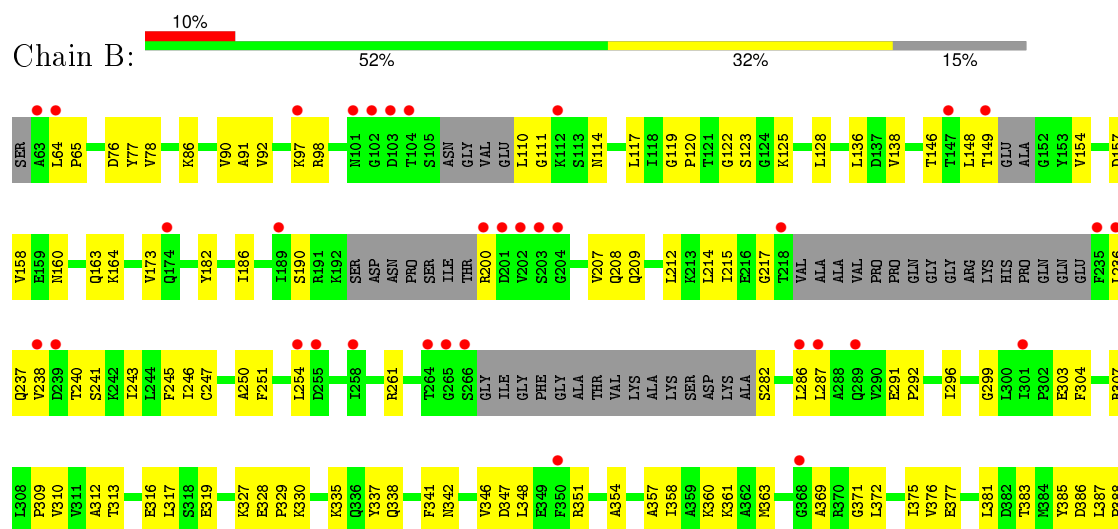 10%
Chain B:
52% 32% 15%
SER A63 L64 P65 D76 Y77 V78 K86 V90 A91 V92 K97 R98 N101 G102 D103 T104 S105 ASN GLY VAL GLU L110 G111 K112 S113 N114 L117 I118 G119 P120 T121 G122 S123 G124 K125 L128 L136 D137 V138 T146 T147 L148 T149 GLU ALA G152 Y153 V154 D157
V158 E159 N160 Q163 K164 V173 Q174 Y182 I186 I189 S190 R191 K192 SER ASP ASN PRO SER ILE THR R200 D201 V202 S203 G204 V207 Q208 Q209 L212 K213 L214 I215 E216 G217 T218 VAL ALA ALA VAL PRO PRO GLN GLY GLY ARG LYS HIS PRO GLN GLN GLU F235 L236
Q237 V238 D239 T240 S241 K242 I243 L244 F245 I246 C247 A250 F251 L254 D255 I258 R261 T264 G265 S266 GLY ILE GLY PHE GLY ALA THR VAL LYS ALA LYS SER ASP LYS ALA S282 L286 L287 A288 Q289 V290 E291 P292 I296 G299 L300 I301 P302 E303 F304 R307
L308 P309 V310 V311 A312 T313 E316 L317 S318 E319 K327 E328 P329 K330 K335 Q336 Y337 Q338 F341 N342 V346 D347 L348 E349 F350 R351 A354 A357 L358 A359 K360 K361 A362 M363 G368 A369 R370 G371 L372 I375 V376 E377 L381 D382 T383 M384 Y385 D386 L387